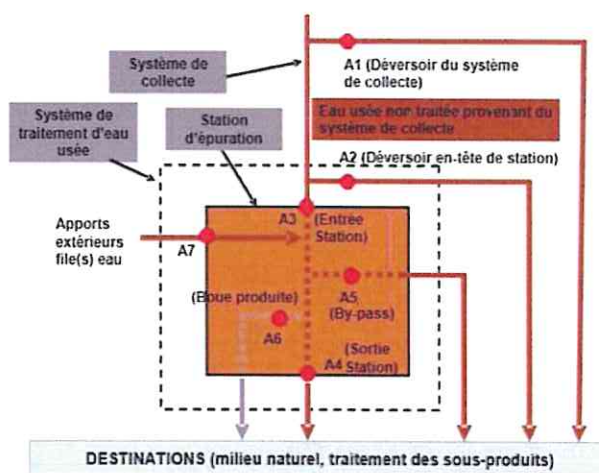 Système de
collecte
A1 (Déversoir du système
de collecte)
Système de
traitement d'eau
usée
Station
d'épuration
Eau usée non traitée provenant du
système de collecte
A2 (Déversoir en-tête de station)
Apports
extérieurs
file(s) eau
A7
A3
(Entrée
Station)
(Boue produite)
A6
A5
(By-pass)
(Sortie
Station)
A4
DESTINATIONS (milieu naturel, traitement des sous-produits)